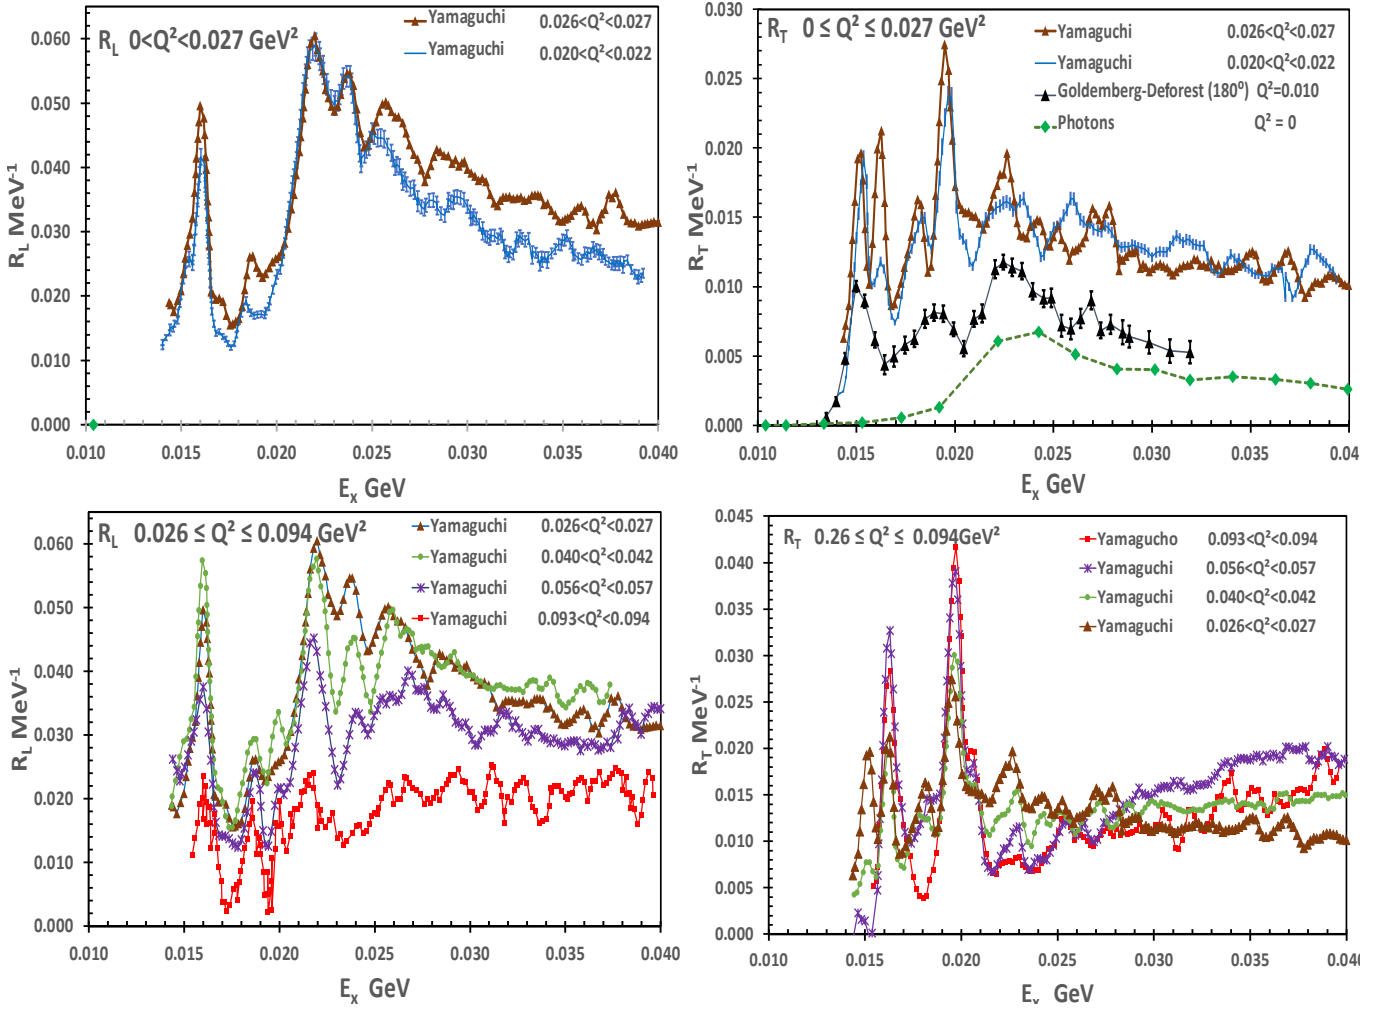 R_L 0<Q²<0.027 GeV²
Yamaguchi 0.026<Q²<0.027
Yamaguchi 0.020<Q²<0.022
0.060
0.050
0.040
0.030
0.020
0.010
0.000
R_L MeV⁻¹
0.010 0.015 0.020 0.025 0.030 0.035 0.040
E_x GeV
R_T 0 ≤ Q² ≤ 0.027 GeV²
Yamaguchi 0.026<Q²<0.027
Yamaguchi 0.020<Q²<0.022
Goldemberg-Deforest (180⁰) Q²=0.010
Photons Q² = 0
0.030
0.025
0.020
0.015
0.010
0.005
0.000
R_T MeV⁻¹
0.010 0.015 0.020 0.025 0.030 0.035 0.04
E_x GeV
R_L 0.026 ≤ Q² ≤ 0.094 GeV²
Yamaguchi 0.026<Q²<0.027
Yamaguchi 0.040<Q²<0.042
Yamaguchi 0.056<Q²<0.057
Yamaguchi 0.093<Q²<0.094
0.060
0.050
0.040
0.030
0.020
0.010
0.000
R_L MeV⁻¹
0.010 0.015 0.020 0.025 0.030 0.035 0.040
E_x GeV
R_T 0.26 ≤ Q² ≤ 0.094GeV²
Yamagucho 0.093<Q²<0.094
Yamaguchi 0.056<Q²<0.057
Yamaguchi 0.040<Q²<0.042
Yamaguchi 0.026<Q²<0.027
0.045
0.040
0.035
0.030
0.025
0.020
0.015
0.010
0.005
0.000
R_T MeV⁻¹
0.010 0.015 0.020 0.025 0.030 0.035 0.040
E_x GeV